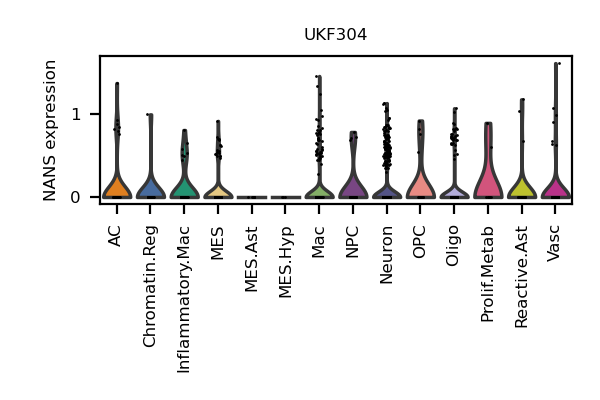 UKF304
NANS expression
1
0
AC
Chromatin.Reg
Inflammatory.Mac
MES
MES.Ast
MES.Hyp
Mac
NPC
Neuron
OPC
Oligo
Prolif.Metab
Reactive.Ast
Vasc